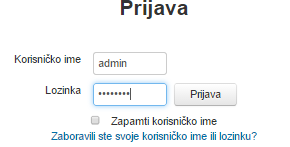 Prijava
Korisničko ime admin
Lozinka •••••••• Prijava
Zapamti korisničko ime
Zaboravili ste svoje korisničko ime ili lozinku?